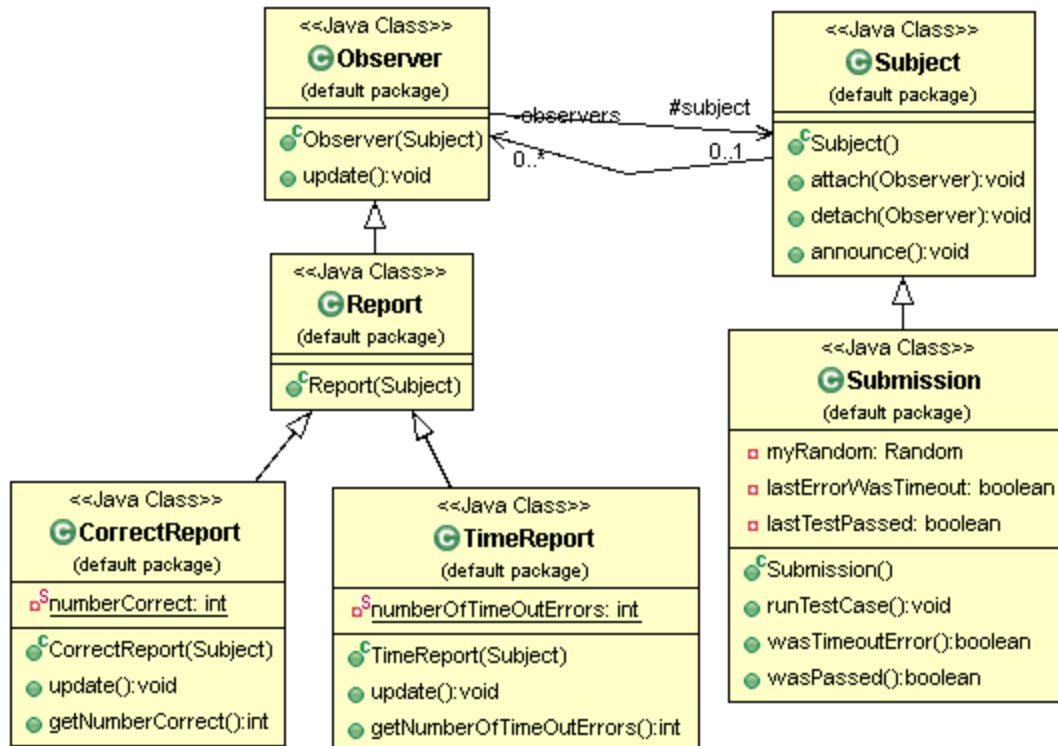 <<Java Class>>
Observer
(default package)
Observer(Subject)
update():void
-observers
#subject
0..*
0..1
<<Java Class>>
Subject
(default package)
Subject()
attach(Observer):void
detach(Observer):void
announce():void
<<Java Class>>
Report
(default package)
Report(Subject)
<<Java Class>>
Submission
(default package)
myRandom: Random
lastErrorWasTimeout: boolean
lastTestPassed: boolean
Submission()
runTestCase():void
wasTimeoutError():boolean
wasPassed():boolean
<<Java Class>>
CorrectReport
(default package)
numberCorrect: int
CorrectReport(Subject)
update():void
getNumberCorrect():int
<<Java Class>>
TimeReport
(default package)
numberOfTimeOutErrors: int
TimeReport(Subject)
update():void
getNumberOfTimeOutErrors():int